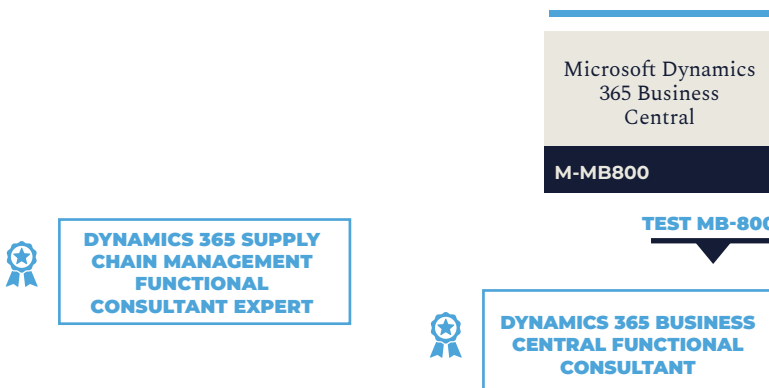 Microsoft Dynamics
365 Business
Central
M-MB800
TEST MB-800
DYNAMICS 365 SUPPLY
CHAIN MANAGEMENT
FUNCTIONAL
CONSULTANT EXPERT
DYNAMICS 365 BUSINESS
CENTRAL FUNCTIONAL
CONSULTANT